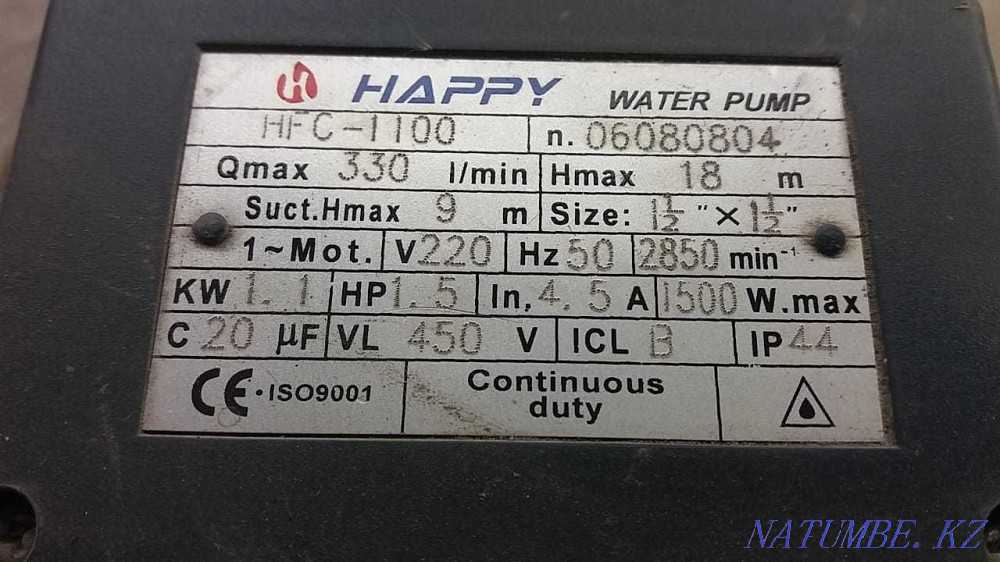 HAPPY WATER PUMP
HFC-1100 n. 06080804
Qmax 330 l/min Hmax 18 m
Suct.Hmax 9 m Size: 1½" × 1½"
1~Mot. V220 Hz 50 2850 min⁻¹
KW 1.1 HP 1.5 In, 4.5 A 1500 W.max
C 20 µF VL 450 V ICL B IP 44
CE·ISO9001 Continuous duty
NATUMBE.KZ